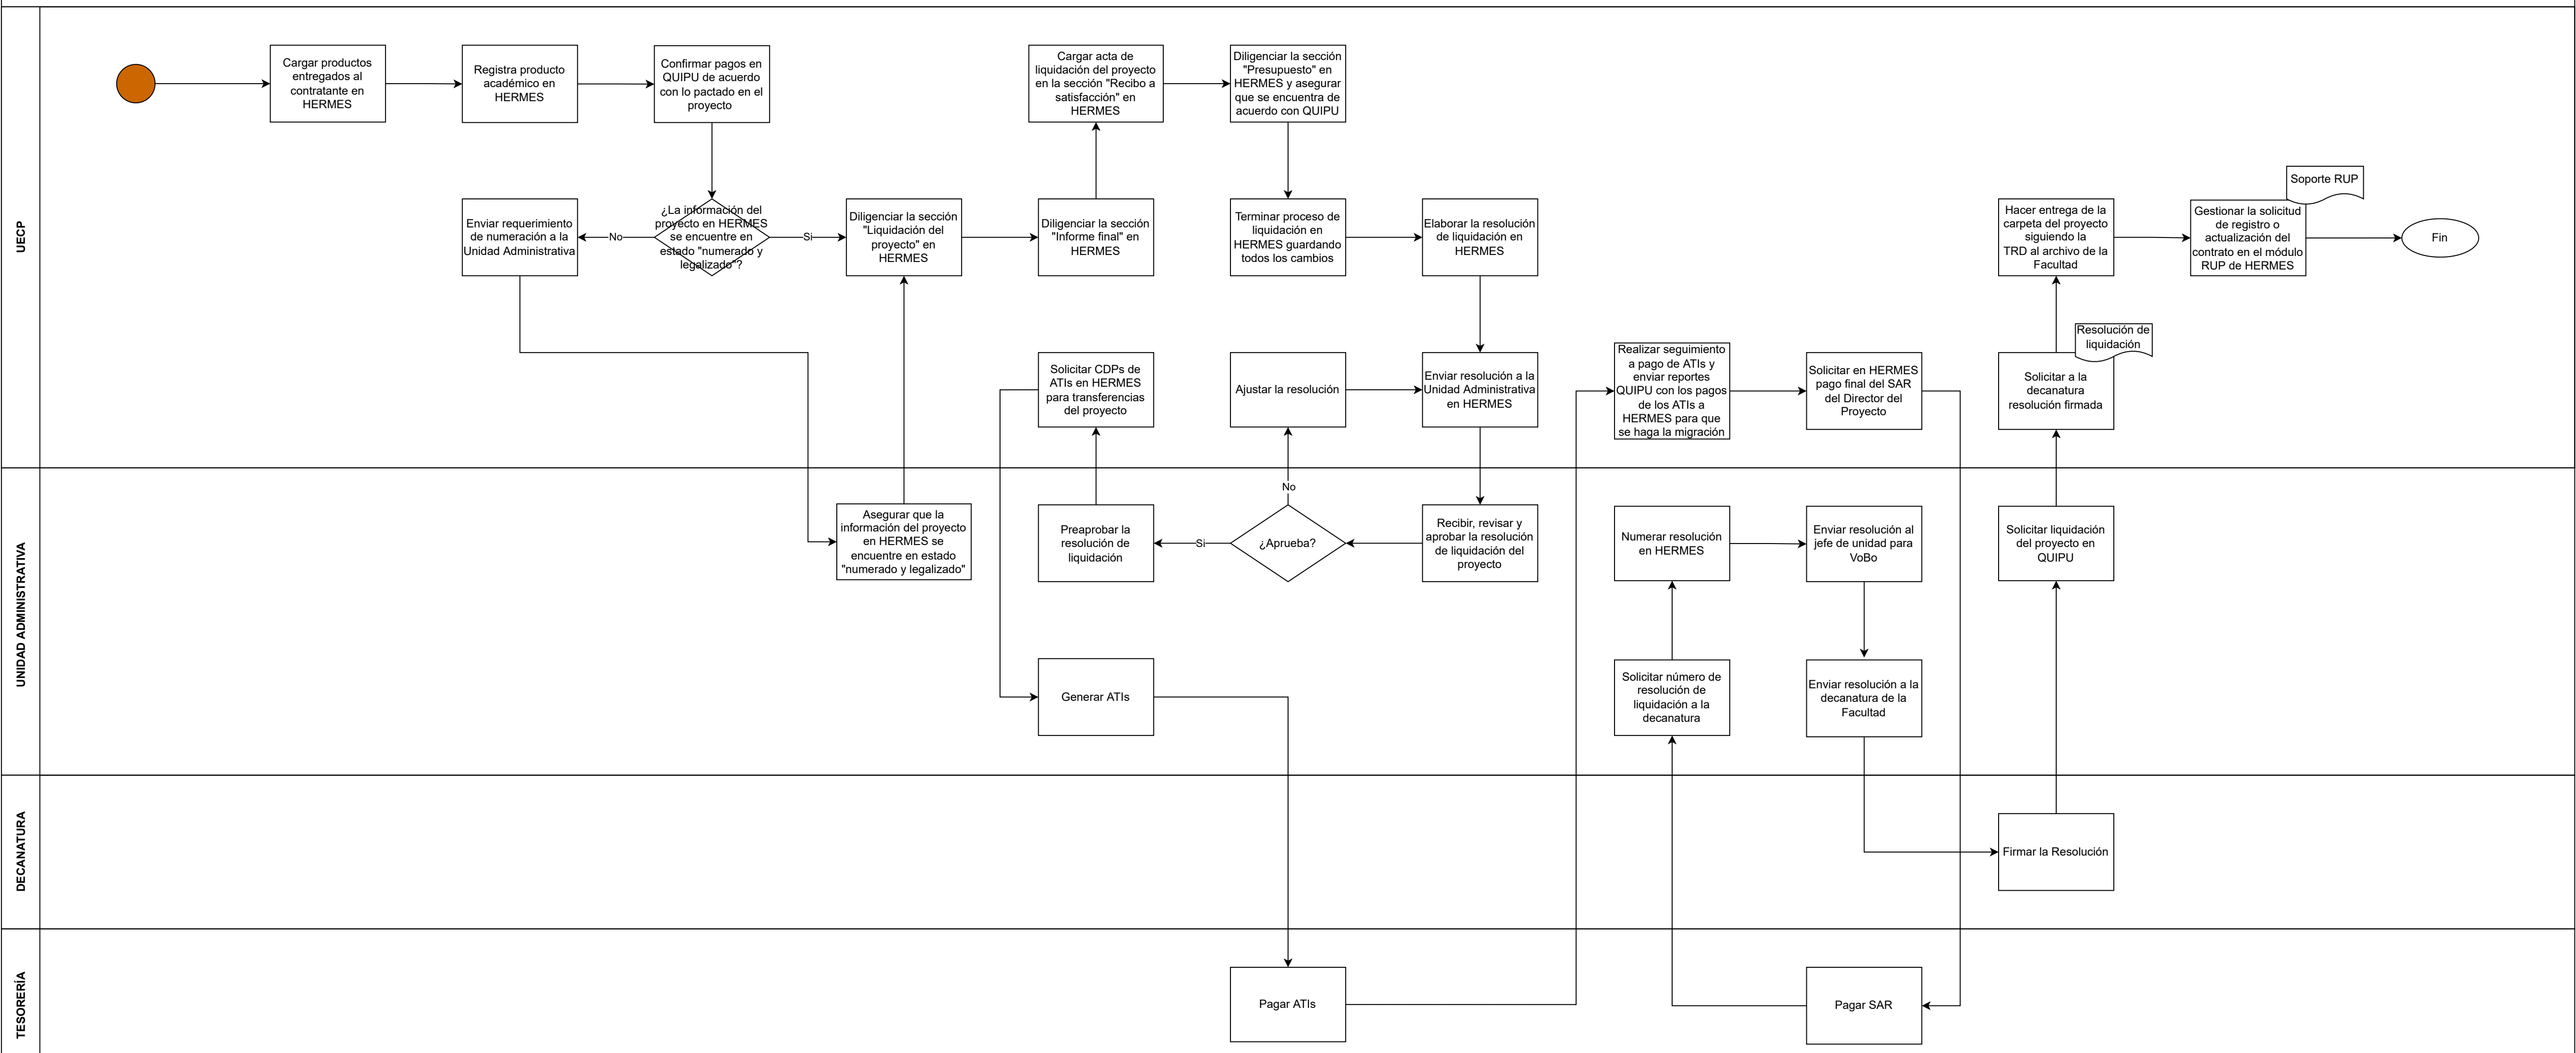 UECP
Cargar productos
entregados al
contratante en
HERMES
Registra producto
académico en
HERMES
Confirmar pagos en
QUIPU de acuerdo
con lo pactado en el
proyecto
Cargar acta de
liquidación del proyecto
en la sección "Recibo a
satisfacción" en
HERMES
Diligenciar la sección
"Presupuesto" en
HERMES y asegurar
que se encuentra de
acuerdo con QUIPU
Enviar requerimiento
de numeración a la
Unidad Administrativa
No
¿La información del
proyecto en HERMES
se encuentre en
estado "numerado y
legalizado"?
Si
Diligenciar la sección
"Liquidación del
proyecto" en
HERMES
Diligenciar la sección
"Informe final" en
HERMES
Terminar proceso de
liquidación en
HERMES guardando
todos los cambios
Elaborar la resolución
de liquidación en
HERMES
Hacer entrega de la
carpeta del proyecto
siguiendo la
TRD al archivo de la
Facultad
Soporte RUP
Gestionar la solicitud
de registro o
actualización del
contrato en el módulo
RUP de HERMES
Fin
Solicitar CDPs de
ATIs en HERMES
para transferencias
del proyecto
Ajustar la resolución
Enviar resolución a la
Unidad Administrativa
en HERMES
Realizar seguimiento
a pago de ATIs y
enviar reportes
QUIPU con los pagos
de los ATIs a
HERMES para que
se haga la migración
Solicitar en HERMES
pago final del SAR
del Director del
Proyecto
Resolución de
liquidación
Solicitar a la
decanatura
resolución firmada
UNIDAD ADMINISTRATIVA
Asegurar que la
información del proyecto
en HERMES se
encuentre en estado
"numerado y legalizado"
Preaprobar la
resolución de
liquidación
Si
¿Aprueba?
No
Recibir, revisar y
aprobar la resolución
de liquidación del
proyecto
Numerar resolución
en HERMES
Enviar resolución al
jefe de unidad para
VoBo
Solicitar liquidación
del proyecto en
QUIPU
Generar ATIs
Solicitar número de
resolución de
liquidación a la
decanatura
Enviar resolución a la
decanatura de la
Facultad
DECANATURA
Firmar la Resolución
TESORERÍA
Pagar ATIs
Pagar SAR